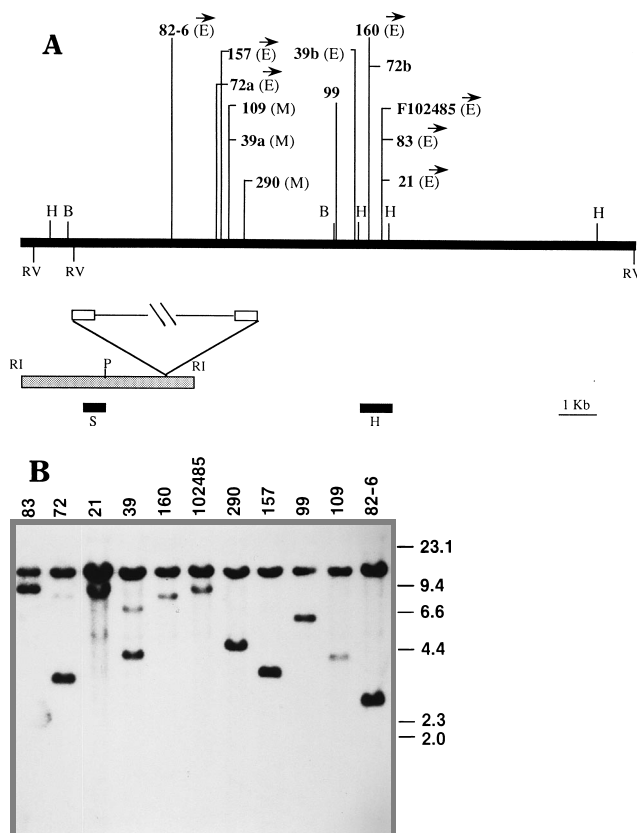 A
82-6 (E)
160 (E)
157 (E)
39b (E)
72b
72a (E)
99
109 (M)
F102485 (E)
39a (M)
83 (E)
290 (M)
21 (E)
H B
B H H H
RV RV RV
RI P RI
S H 1 Kb
B
83 72 21 39 160 102485 290 157 99 109 82-6
23.1
9.4
6.6
4.4
2.3
2.0